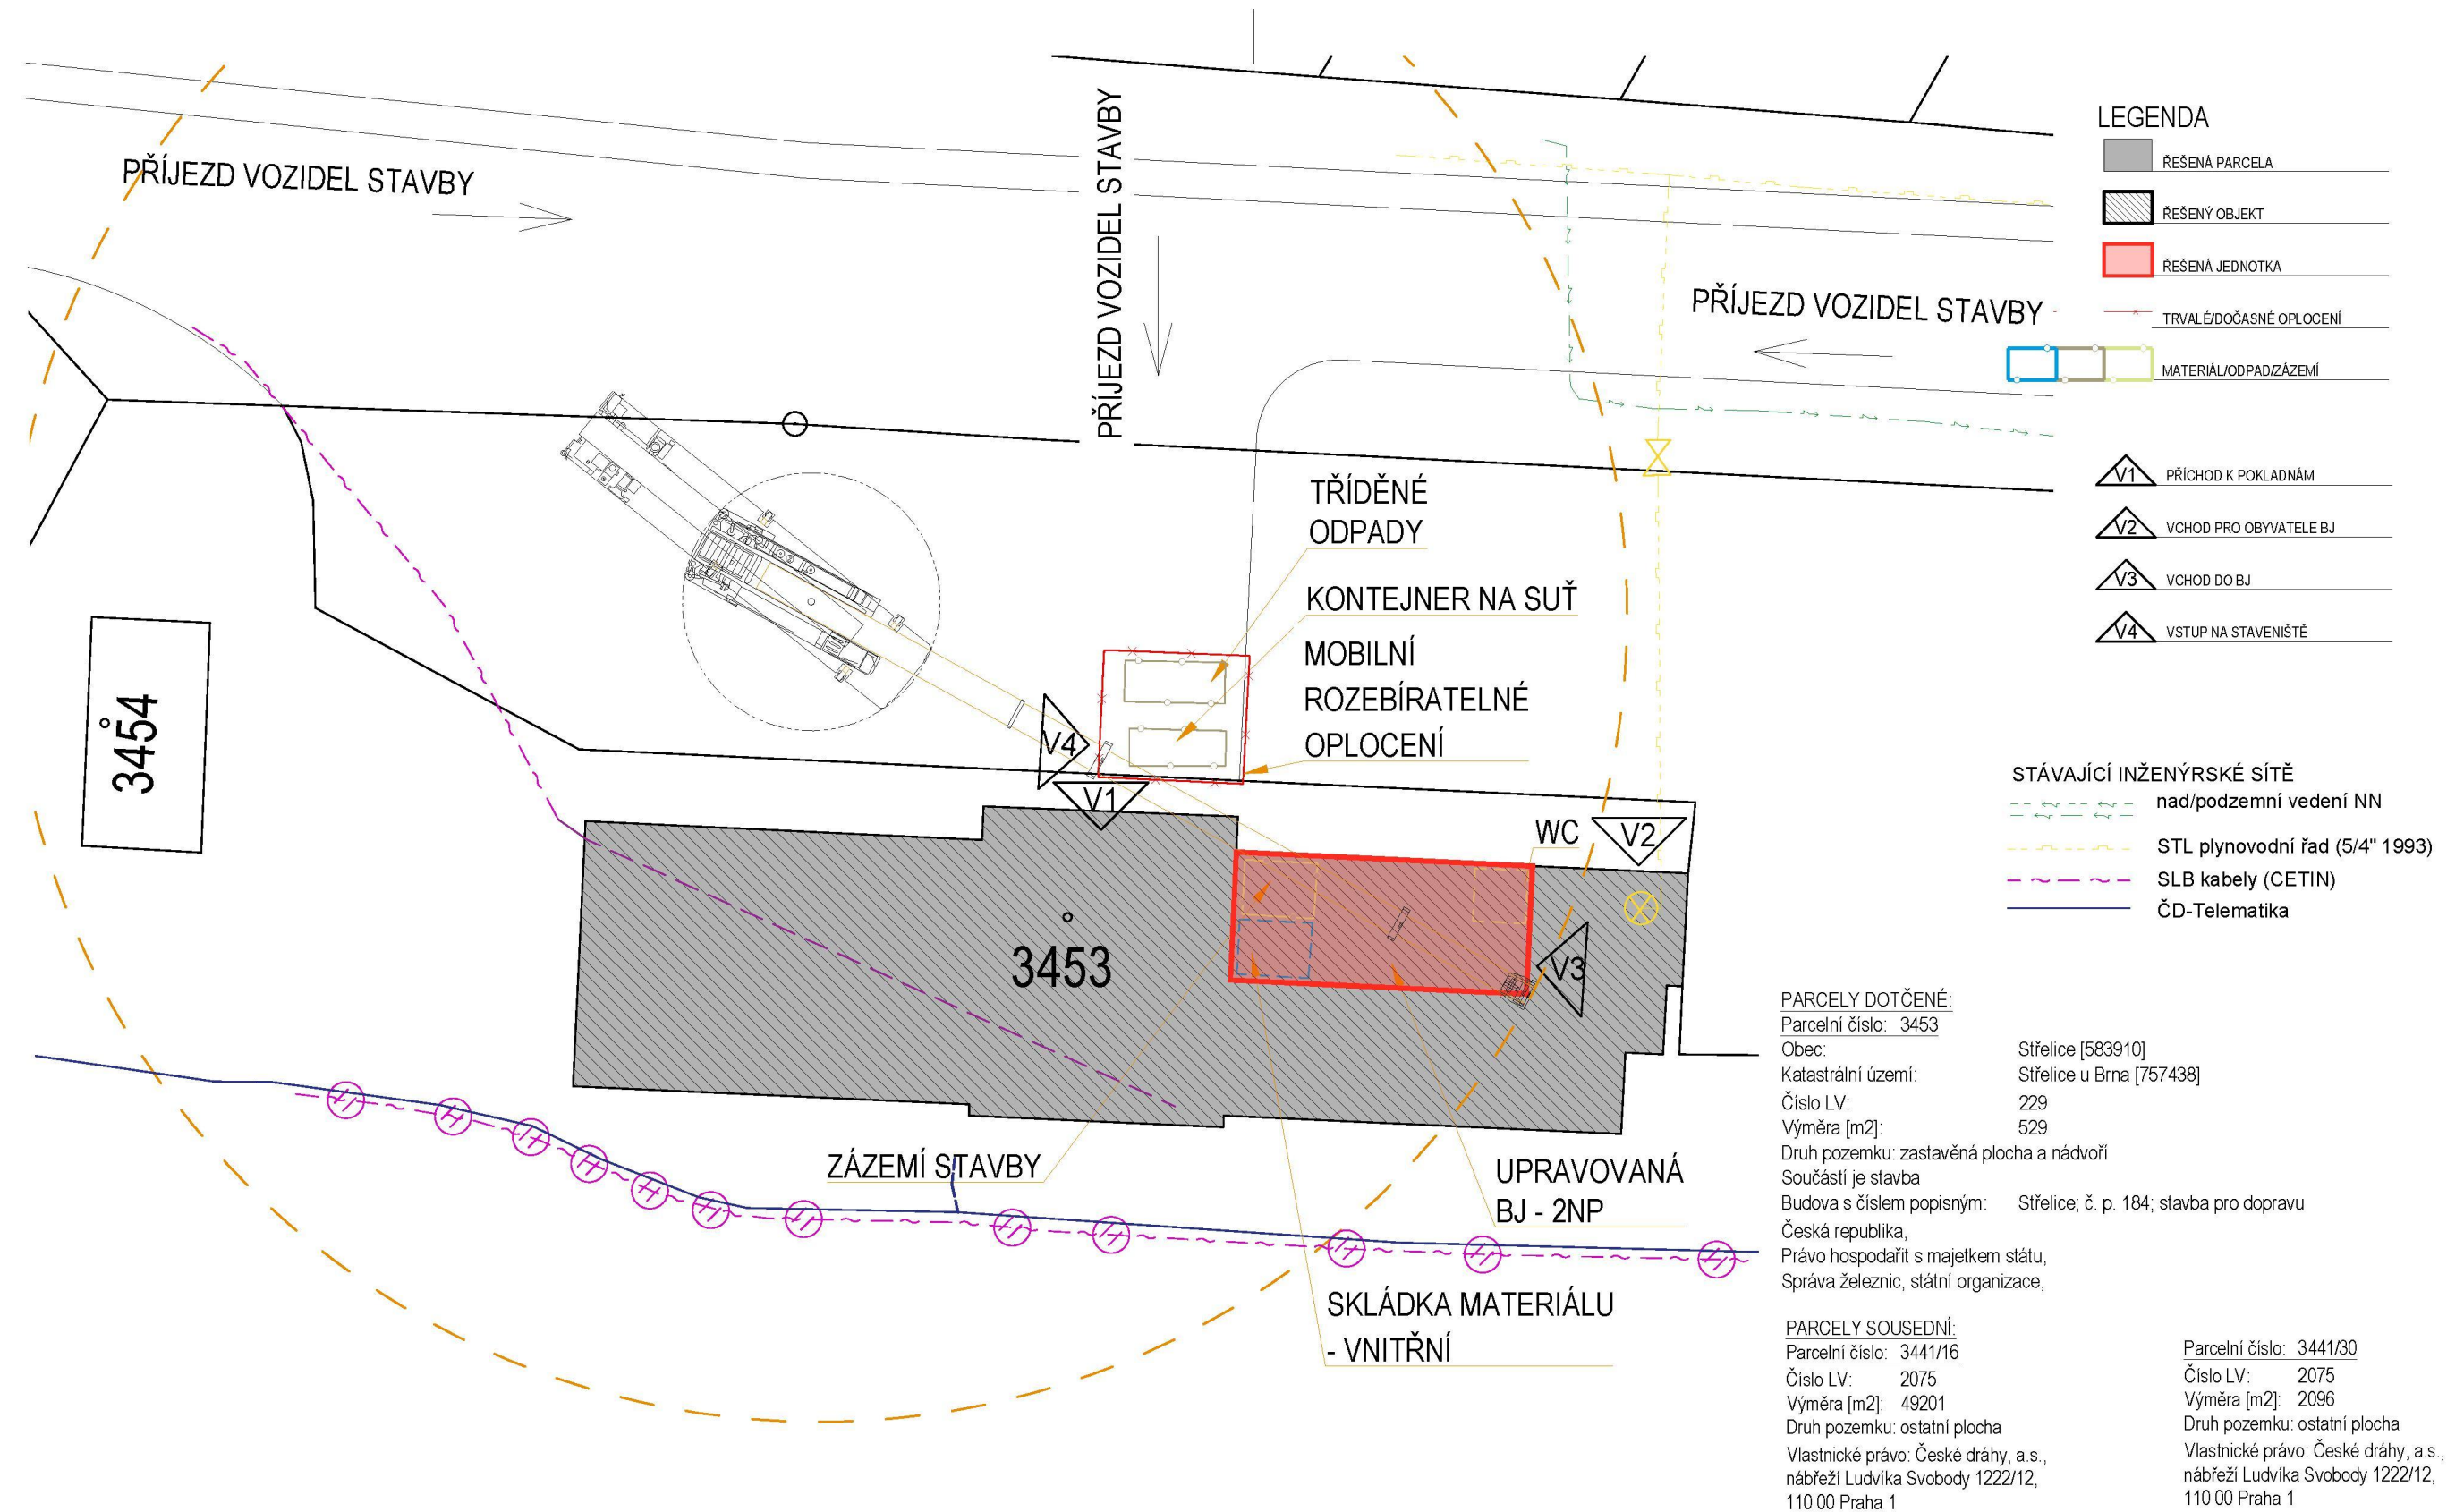 PŘÍJEZD VOZIDEL STAVBY
PŘÍJEZD VOZIDEL STAVBY
PŘÍJEZD VOZIDEL STAVBY
TŘÍDĚNÉ
ODPADY
KONTEJNER NA SUŤ
MOBILNÍ
ROZEBÍRATELNÉ
OPLOCENÍ
3454
V4
V1
WC
V2
3453
V3
ZÁZEMÍ STAVBY
UPRAVOVANÁ
BJ - 2NP
SKLÁDKA MATERIÁLU
- VNITŘNÍ
LEGENDA
ŘEŠENÁ PARCELA
ŘEŠENÝ OBJEKT
ŘEŠENÁ JEDNOTKA
TRVALÉ/DOČASNÉ OPLOCENÍ
MATERIÁL/ODPAD/ZÁZEMÍ
V1 PŘÍCHOD K POKLADNÁM
V2 VCHOD PRO OBYVATELE BJ
V3 VCHOD DO BJ
V4 VSTUP NA STAVENIŠTĚ
STÁVAJÍCÍ INŽENÝRSKÉ SÍTĚ
nad/podzemní vedení NN
STL plynovodní řad (5/4" 1993)
SLB kabely (CETIN)
ČD-Telematika
PARCELY DOTČENÉ:
Parcelní číslo: 3453
Obec: Střelice [583910]
Katastrální území: Střelice u Brna [757438]
Číslo LV: 229
Výměra [m2]: 529
Druh pozemku: zastavěná plocha a nádvoří
Součástí je stavba
Budova s číslem popisným: Střelice; č. p. 184; stavba pro dopravu
Česká republika,
Právo hospodařit s majetkem státu,
Správa železnic, státní organizace,
PARCELY SOUSEDNÍ:
Parcelní číslo: 3441/16
Číslo LV: 2075
Výměra [m2]: 49201
Druh pozemku: ostatní plocha
Vlastnické právo: České dráhy, a.s.,
nábřeží Ludvíka Svobody 1222/12,
110 00 Praha 1
Parcelní číslo: 3441/30
Číslo LV: 2075
Výměra [m2]: 2096
Druh pozemku: ostatní plocha
Vlastnické právo: České dráhy, a.s.,
nábřeží Ludvíka Svobody 1222/12,
110 00 Praha 1